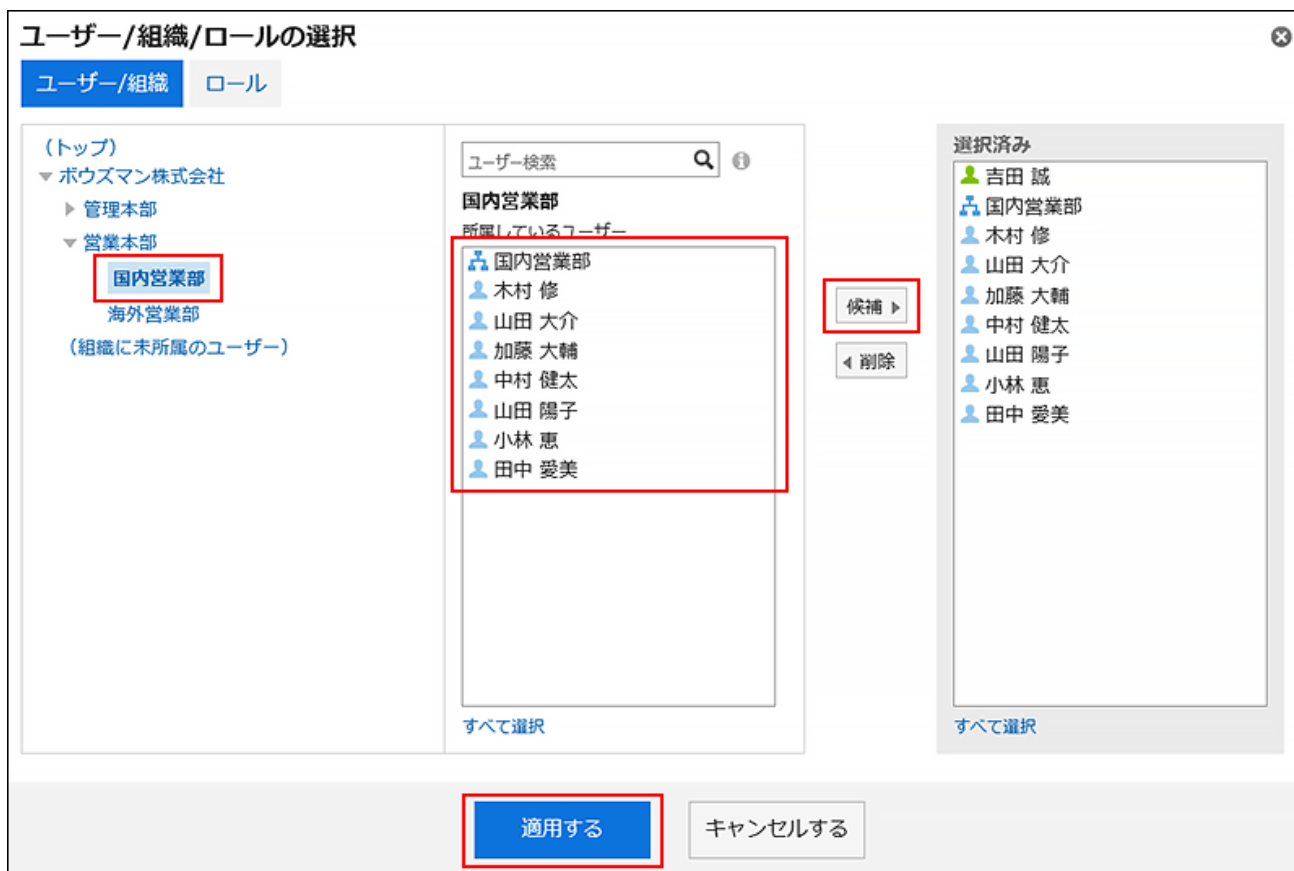 ユーザー/組織/ロールの選択
ユーザー/組織
ロール
(トップ)
ボウズマン株式会社
管理本部
営業本部
国内営業部
海外営業部
(組織に未所属のユーザー)
ユーザー検索
国内営業部
所属しているユーザー
国内営業部
木村 修
山田 大介
加藤 大輔
中村 健太
山田 陽子
小林 恵
田中 愛美
すべて選択
候補
削除
選択済み
吉田 誠
国内営業部
木村 修
山田 大介
加藤 大輔
中村 健太
山田 陽子
小林 恵
田中 愛美
すべて選択
適用する
キャンセルする